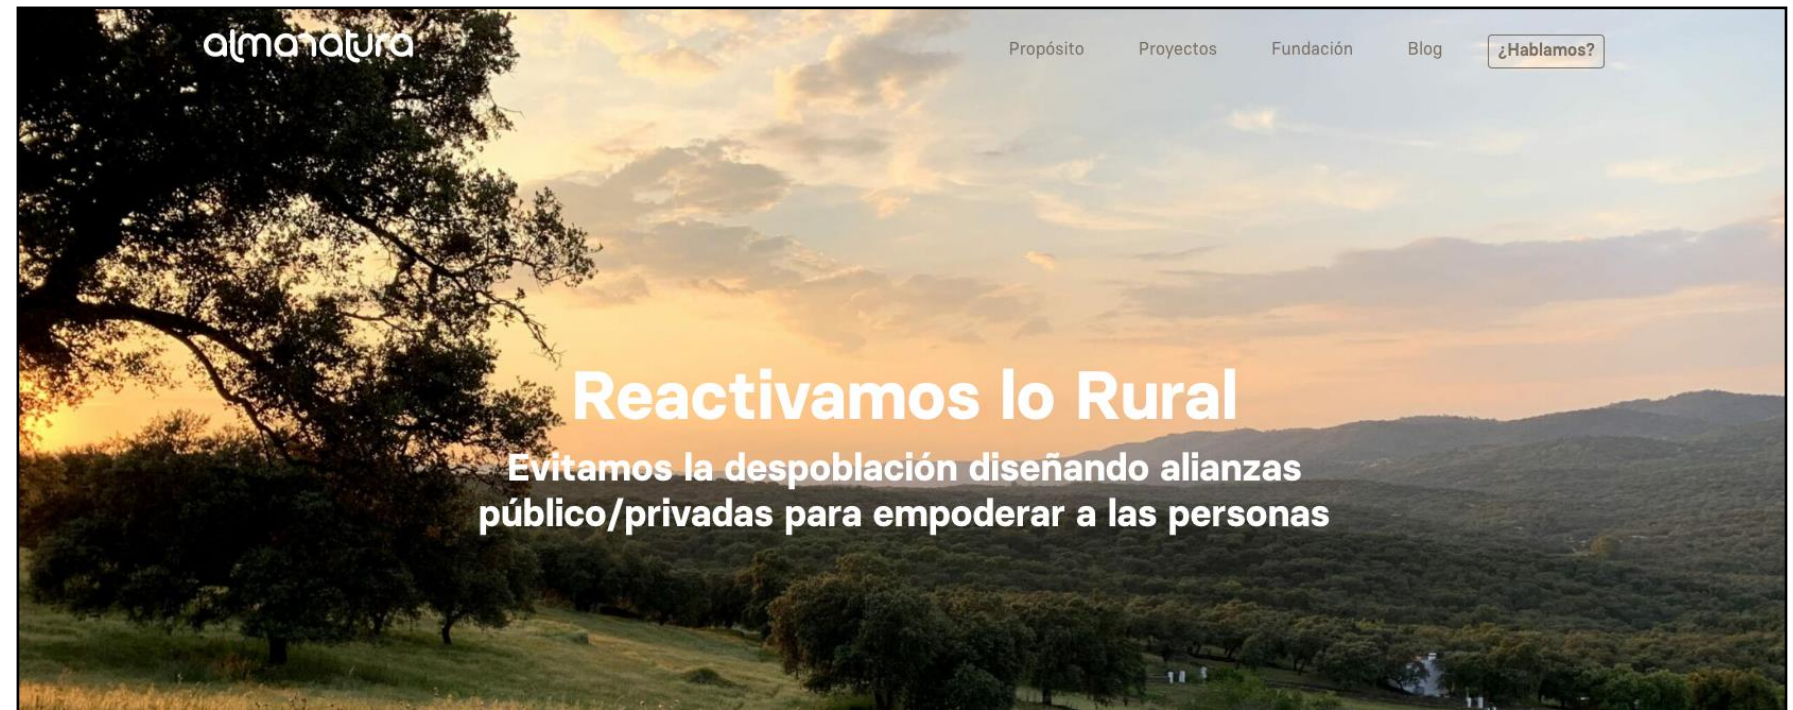 almanatura
Propósito
Proyectos
Fundación
Blog
¿Hablamos?
Reactivamos lo Rural
Evitamos la despoblación diseñando alianzas
público/privadas para empoderar a las personas